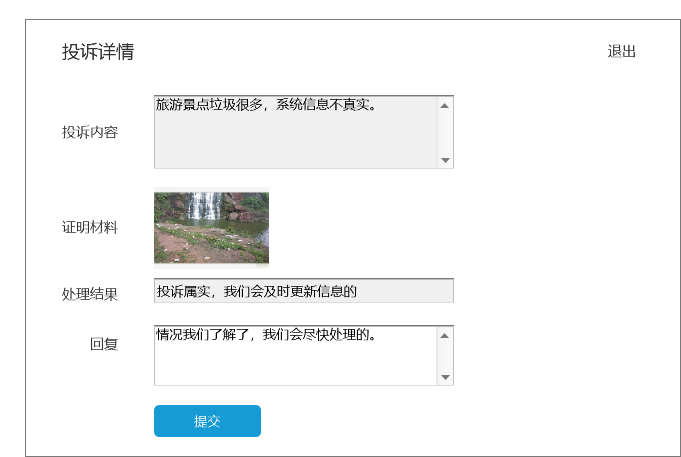 投诉详情
退出
投诉内容
旅游景点垃圾很多，系统信息不真实。
证明材料
处理结果
投诉属实，我们会及时更新信息的
回复
情况我们了解了，我们会尽快处理的。
提交